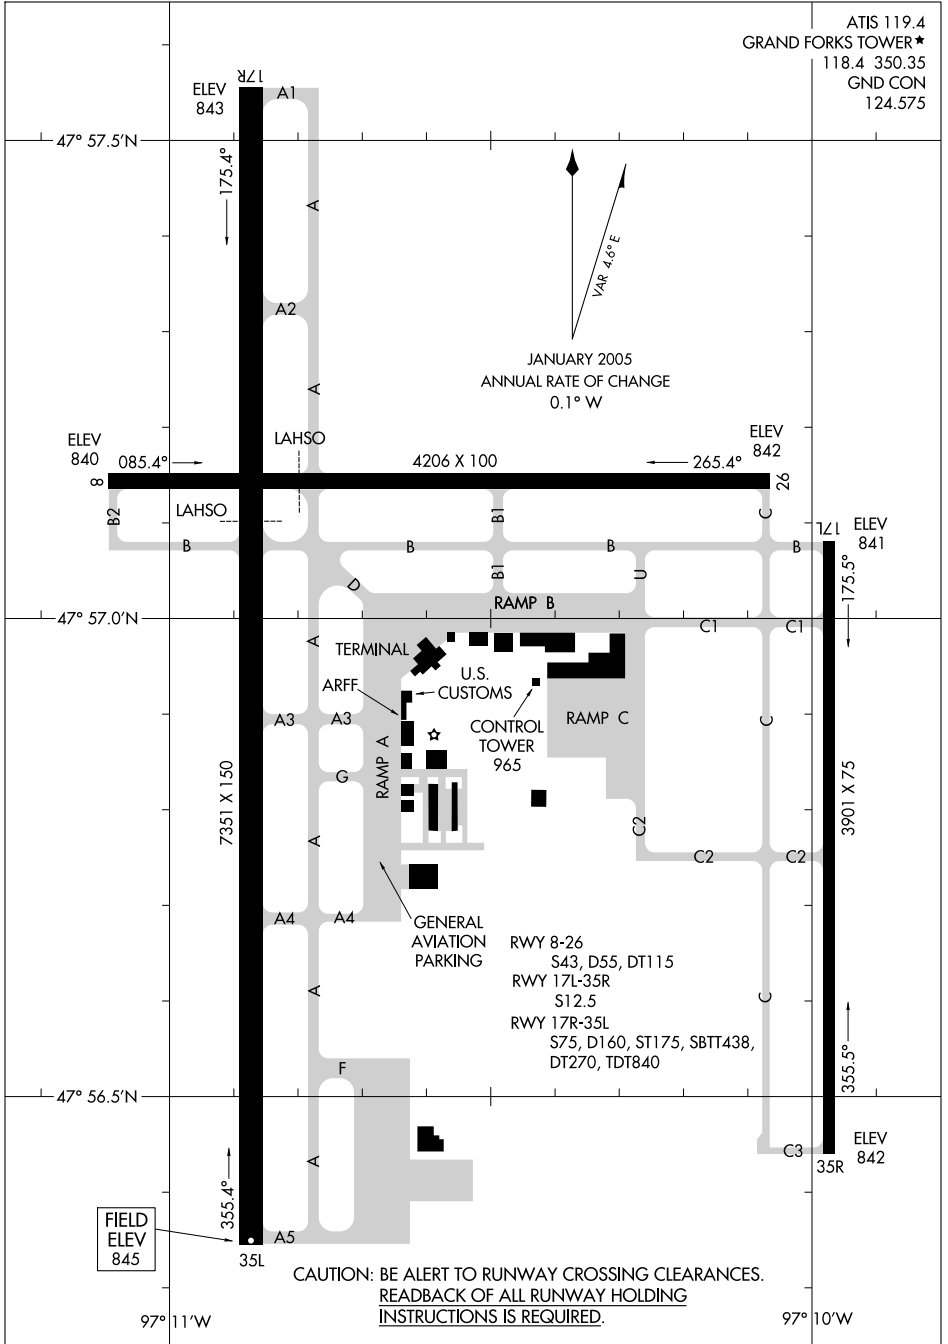 ATIS 119.4
GRAND FORKS TOWER★
118.4 350.35
GND CON
124.575
17R
ELEV
843
A1
47° 57.5'N
175.4°
A
VAR 4.6° E
A2
JANUARY 2005
ANNUAL RATE OF CHANGE
0.1° W
A
LAHSO
ELEV
840
085.4°
8
4206 X 100
265.4°
ELEV
842
26
LAHSO
B2
B1
C
B
B
B
B
17L
ELEV
841
D
B1
U
175.5°
RAMP B
47° 57.0'N
C1
C1
A
TERMINAL
U.S.
CUSTOMS
ARFF
A3
A3
CONTROL
TOWER
965
RAMP C
C
RAMP A
G
7351 X 150
3901 X 75
A
C2
C2
C2
A4
A4
GENERAL
AVIATION
PARKING
RWY 8-26
S43, D55, DT115
RWY 17L-35R
S12.5
RWY 17R-35L
S75, D160, ST175, SBTT438,
DT270, TDT840
A
C
355.5°
F
47° 56.5'N
C3
ELEV
842
35R
A
355.4°
FIELD
ELEV
845
A5
35L
CAUTION: BE ALERT TO RUNWAY CROSSING CLEARANCES.
READBACK OF ALL RUNWAY HOLDING
INSTRUCTIONS IS REQUIRED.
97° 11'W
97° 10'W